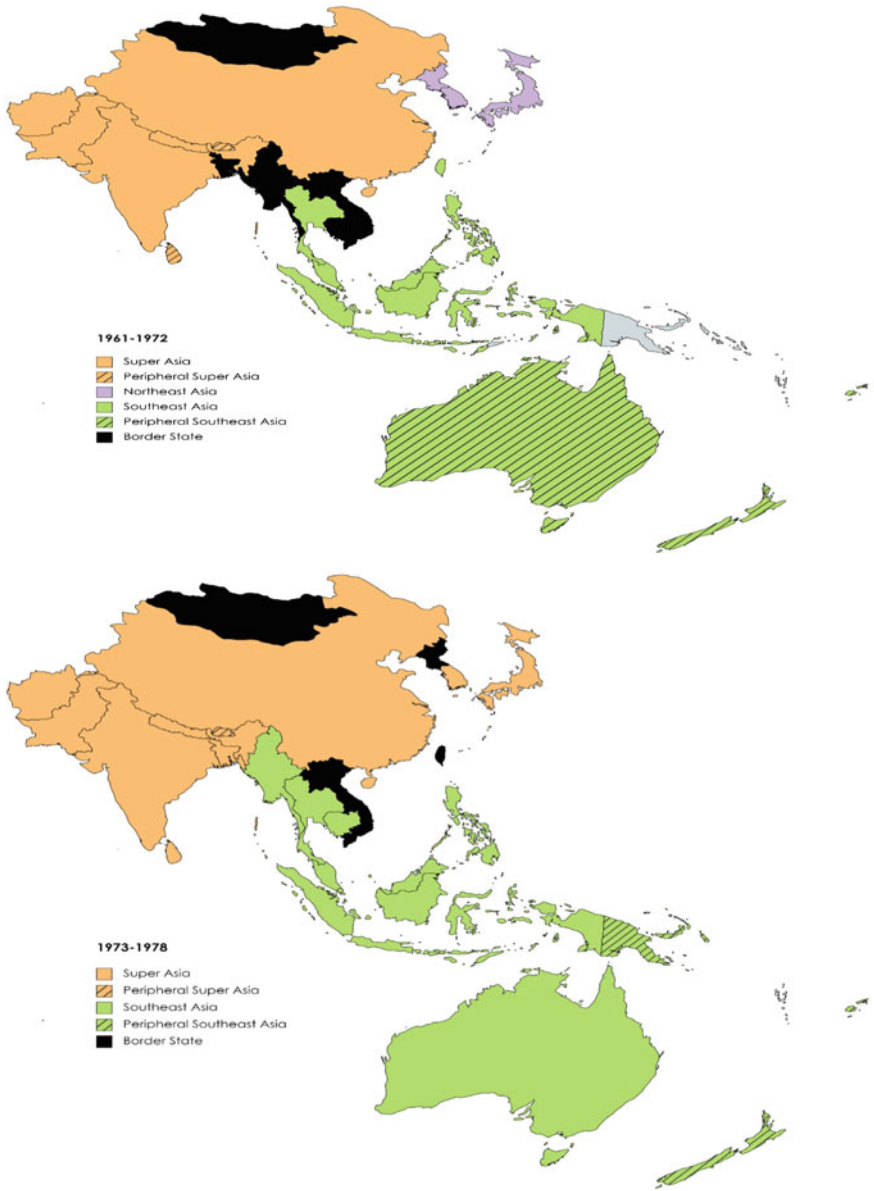 1961-1972
Super Asia
Peripheral Super Asia
Northeast Asia
Southeast Asia
Peripheral Southeast Asia
Border State
1973-1978
Super Asia
Peripheral Super Asia
Southeast Asia
Peripheral Southeast Asia
Border State